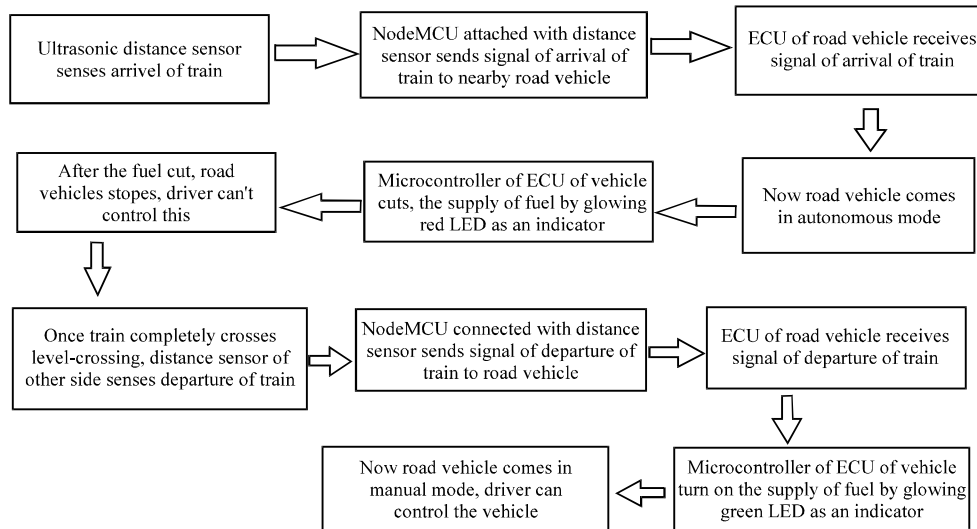 Ultrasonic distance sensor
senses arrivel of train
NodeMCU attached with distance
sensor sends signal of arrival of
train to nearby road vehicle
ECU of road vehicle receives
signal of arrival of train
Now road vehicle comes
in autonomous mode
Microcontroller of ECU of vehicle
cuts, the supply of fuel by glowing
red LED as an indicator
After the fuel cut, road
vehicles stopes, driver can't
control this
Once train completely crosses
level-crossing, distance sensor of
other side senses departure of train
NodeMCU connected with distance
sensor sends signal of departure of
train to road vehicle
ECU of road vehicle receives
signal of departure of train
Microcontroller of ECU of vehicle
turn on the supply of fuel by glowing
green LED as an indicator
Now road vehicle comes in
manual mode, driver can
control the vehicle